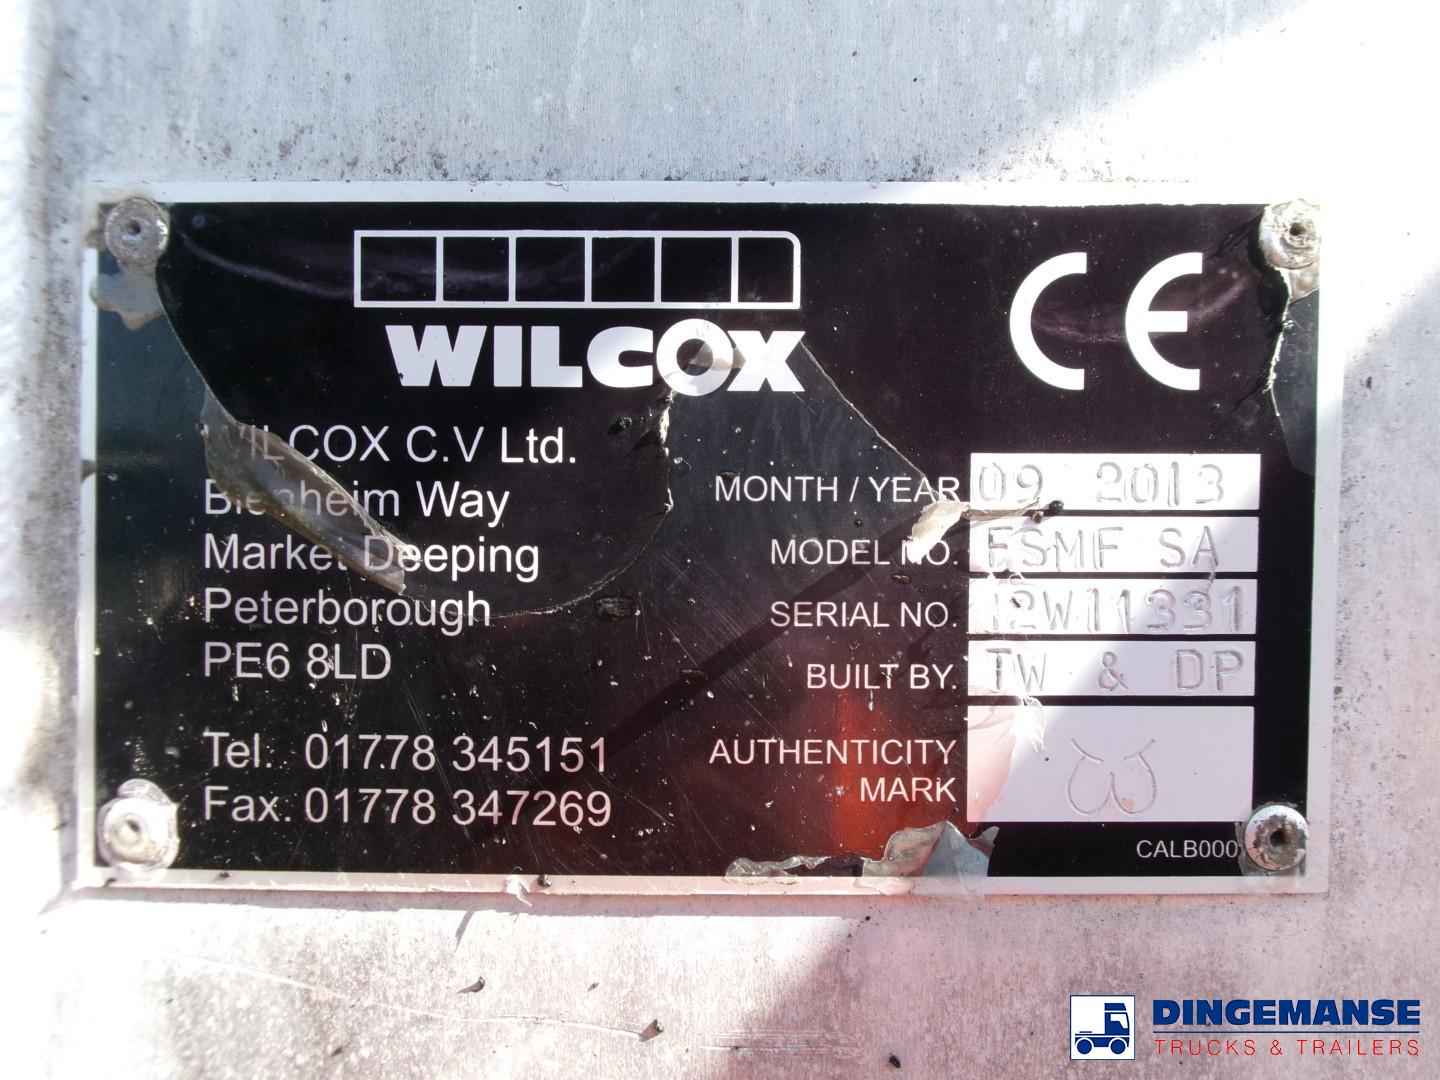 WILCOX
CE
WILCOX C.V Ltd.
Blenheim Way
Market Deeping
Peterborough
PE6 8LD
Tel. 01778 345151
Fax. 01778 347269
MONTH / YEAR 09 2013
MODEL NO. ESMF SA
SERIAL NO. 12W11331
BUILT BY. TW & DP
AUTHENTICITY
MARK
CALB000
DINGEMANSE
TRUCKS & TRAILERS